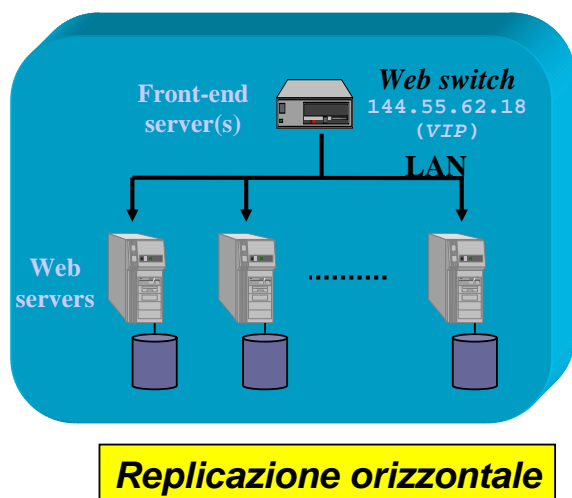 Web switch
Front-end
server(s)
144.55.62.18
(VIP)
LAN
Web
servers
Replicazione orizzontale